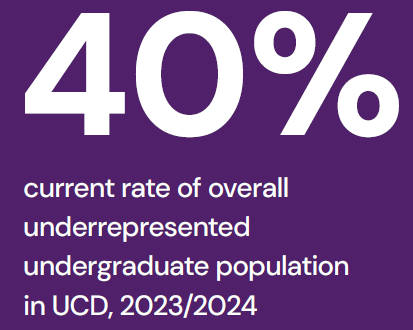 40%
current rate of overall
underrepresented
undergraduate population
in UCD, 2023/2024